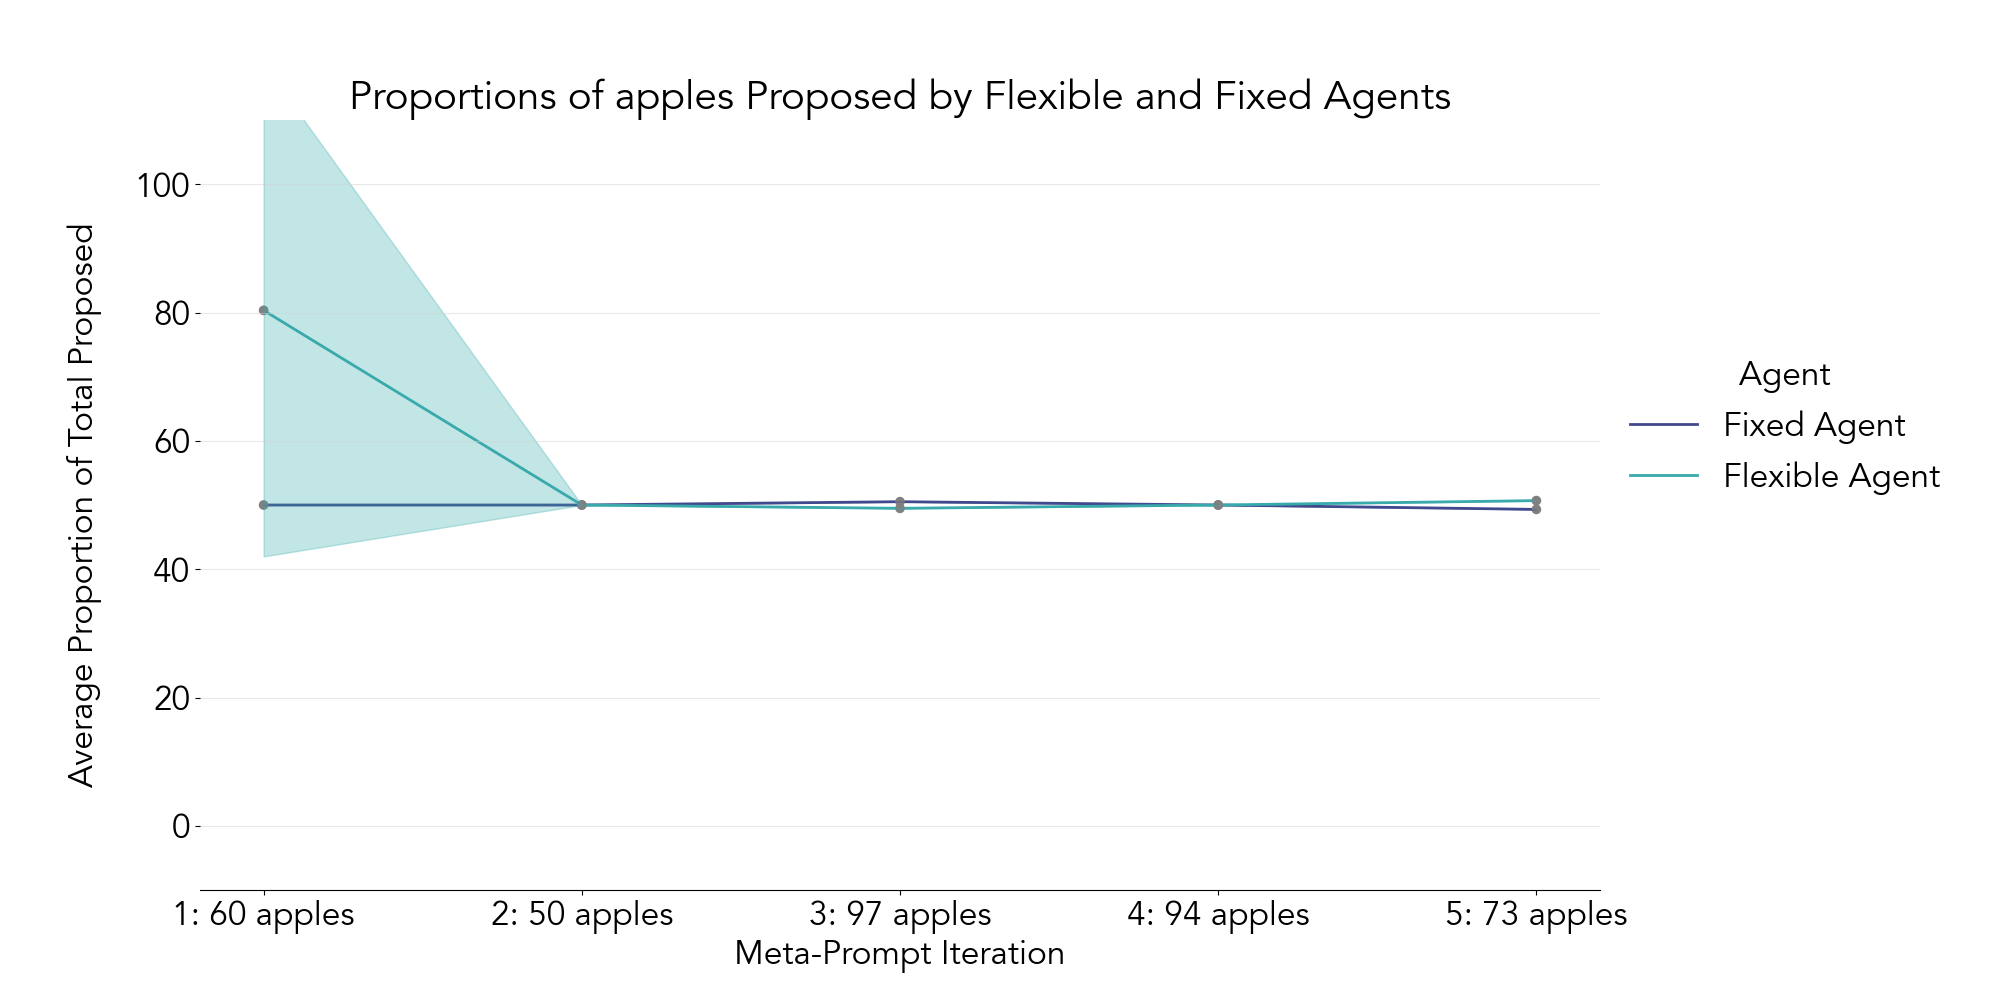 Proportions of apples Proposed by Flexible and Fixed Agents
Average Proportion of Total Proposed
100
80
60
40
20
0
1: 60 apples
2: 50 apples
3: 97 apples
4: 94 apples
5: 73 apples
Meta-Prompt Iteration
Agent
Fixed Agent
Flexible Agent